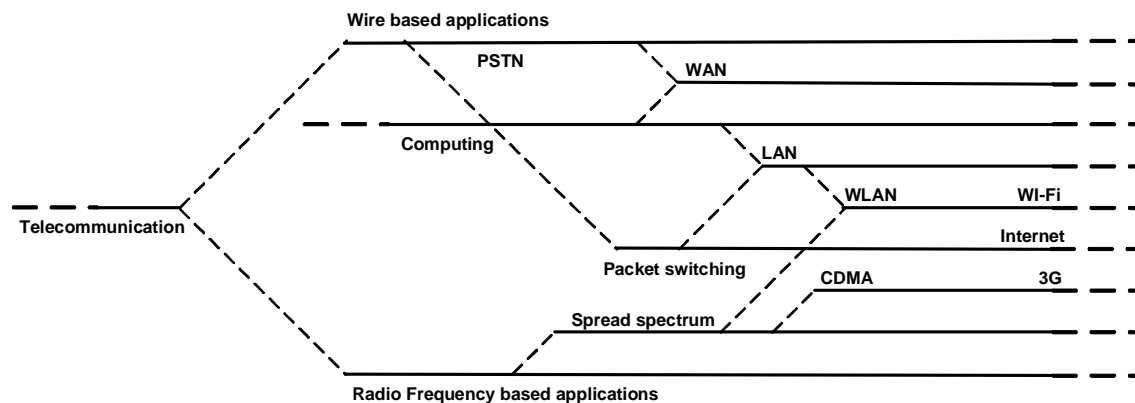 Wire based applications
PSTN
WAN
Computing
LAN
WLAN WI-Fi
Telecommunication
Internet
Packet switching
CDMA 3G
Spread spectrum
Radio Frequency based applications